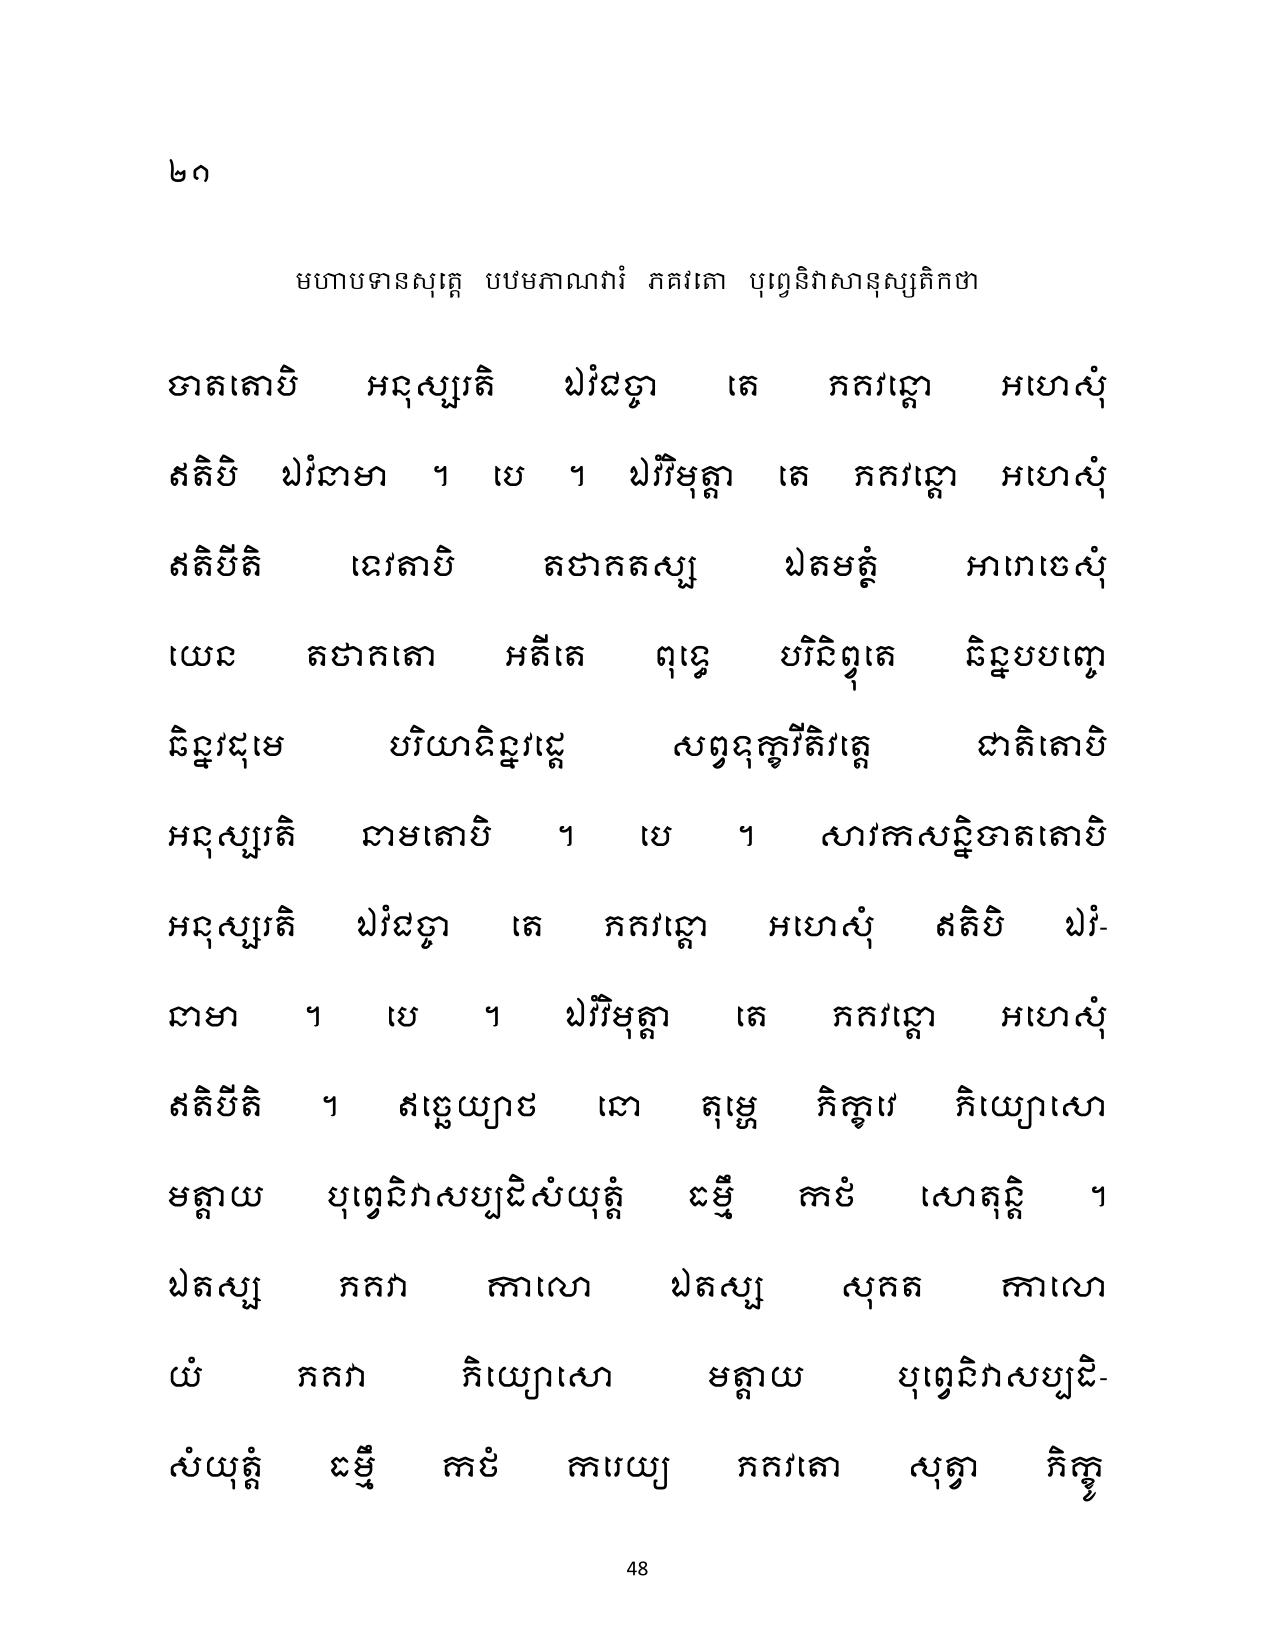 ២១
មហាបទានសុត្តេ បឋមភាណវារំ ភគវតោ បុព្វេនិវាសានុស្សតិកថា
បាតតោបិ អនុស្សរតិ ឯវំជច្ចា តេ ភគវន្តោ អហេសុំ
ឥតិបិ ឯវំនាមា ។ បេ ។ ឯវំវិមុត្តា តេ ភគវន្តោ អហេសុំ
ឥតិបីតិ ទេវតាបិ តថាគតស្ស ឯតមត្ថំ អារោចេសុំ
យេន តថាគតោ អតីតេ ពុទ្ធេ បរិនិព្វុតេ ឆិន្នបបញ្ចេ
ឆិន្នវដុមេ បរិយាទិន្នវដ្តេ សព្វទុក្ខវីតិវត្តេ ជាតិតោបិ
អនុស្សរតិ នាមតោបិ ។ បេ ។ សាវកសន្និបាតតោបិ
អនុស្សរតិ ឯវំជច្ចា តេ ភគវន្តោ អហេសុំ ឥតិបិ ឯវំ-
នាមា ។ បេ ។ ឯវំវិមុត្តា តេ ភគវន្តោ អហេសុំ
ឥតិបីតិ ។ ឥច្ឆេយ្យាថ នោ តុម្ហេ ភិក្ខវេ ភិយ្យោសោ
មត្តាយ បុព្វេនិវាសប្បដិសំយុត្តំ ធម្មឹ កថំ សោតុន្តិ ។
ឯតស្ស ភគវា កាលោ ឯតស្ស សុគត កាលោ
យំ ភគវា ភិយ្យោសោ មត្តាយ បុព្វេនិវាសប្បដិ-
សំយុត្តំ ធម្មឹ កថំ ករេយ្យ ភគវតោ សុត្វា ភិក្ខូ
48